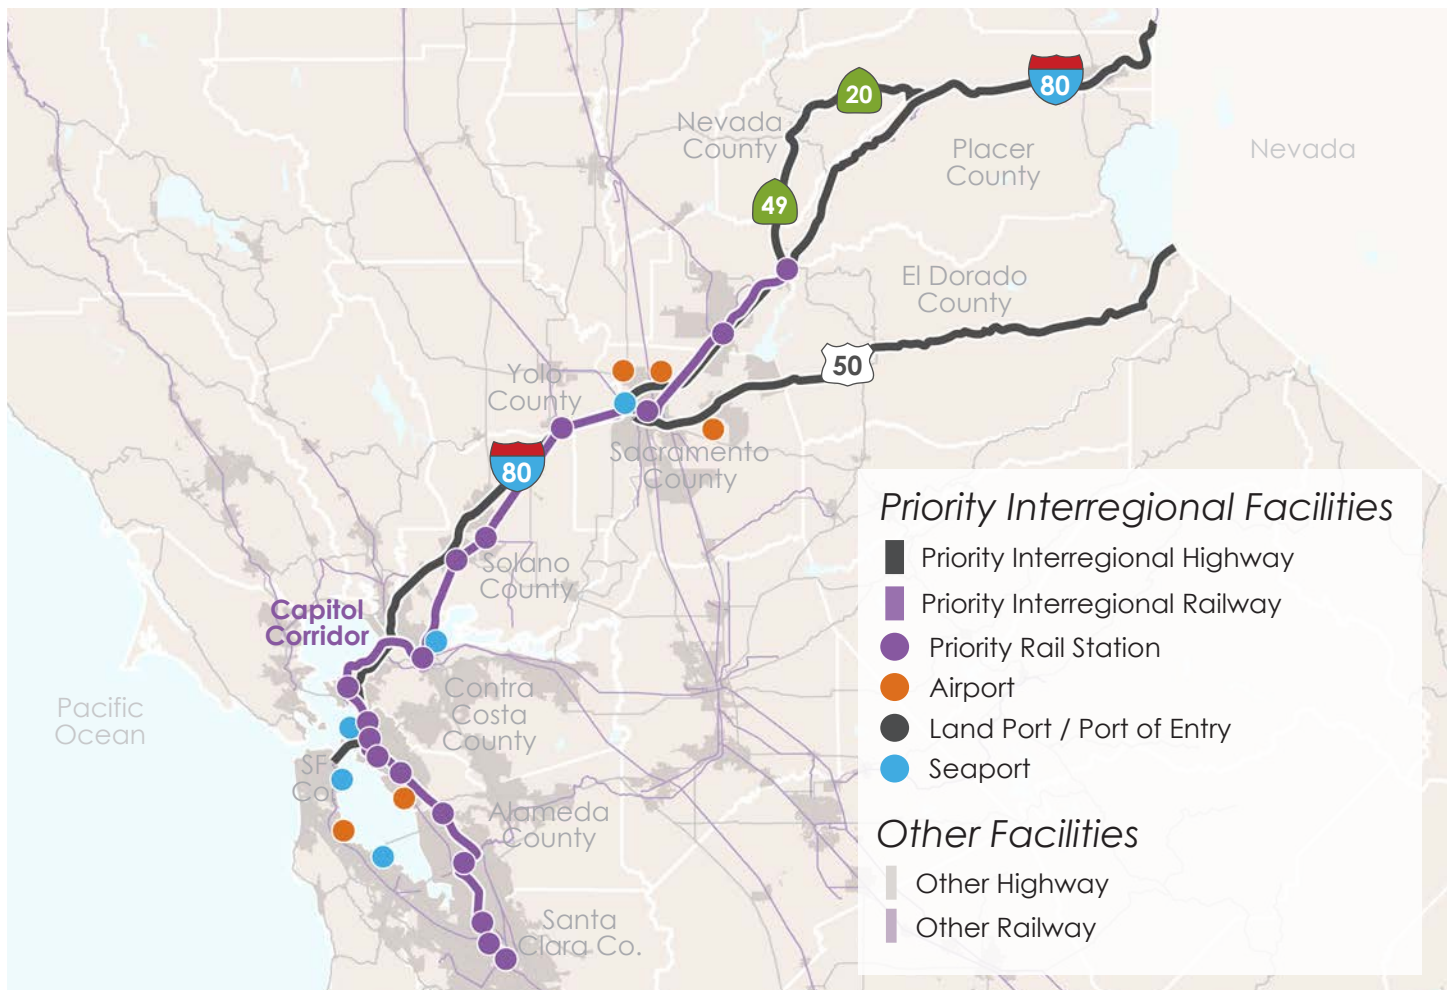 20
80
Nevada
County
Placer
County
Nevada
49
El Dorado
County
50
Yolo
County
80
Sacramento
County
Solano
County
Capitol
Corridor
Contra
Costa
County
Pacific
Ocean
SF
Co.
Alameda
County
Santa
Clara Co.
Priority Interregional Facilities
Priority Interregional Highway
Priority Interregional Railway
Priority Rail Station
Airport
Land Port / Port of Entry
Seaport
Other Facilities
Other Highway
Other Railway